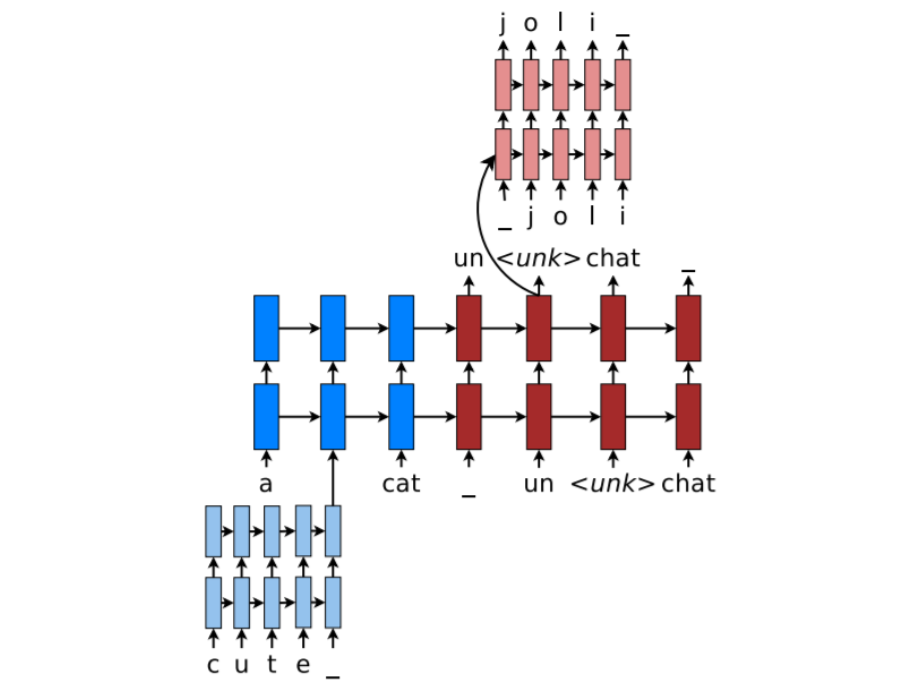 j o l i _
_ j o l i
un <unk> chat _
a cat _ un <unk> chat
c u t e _